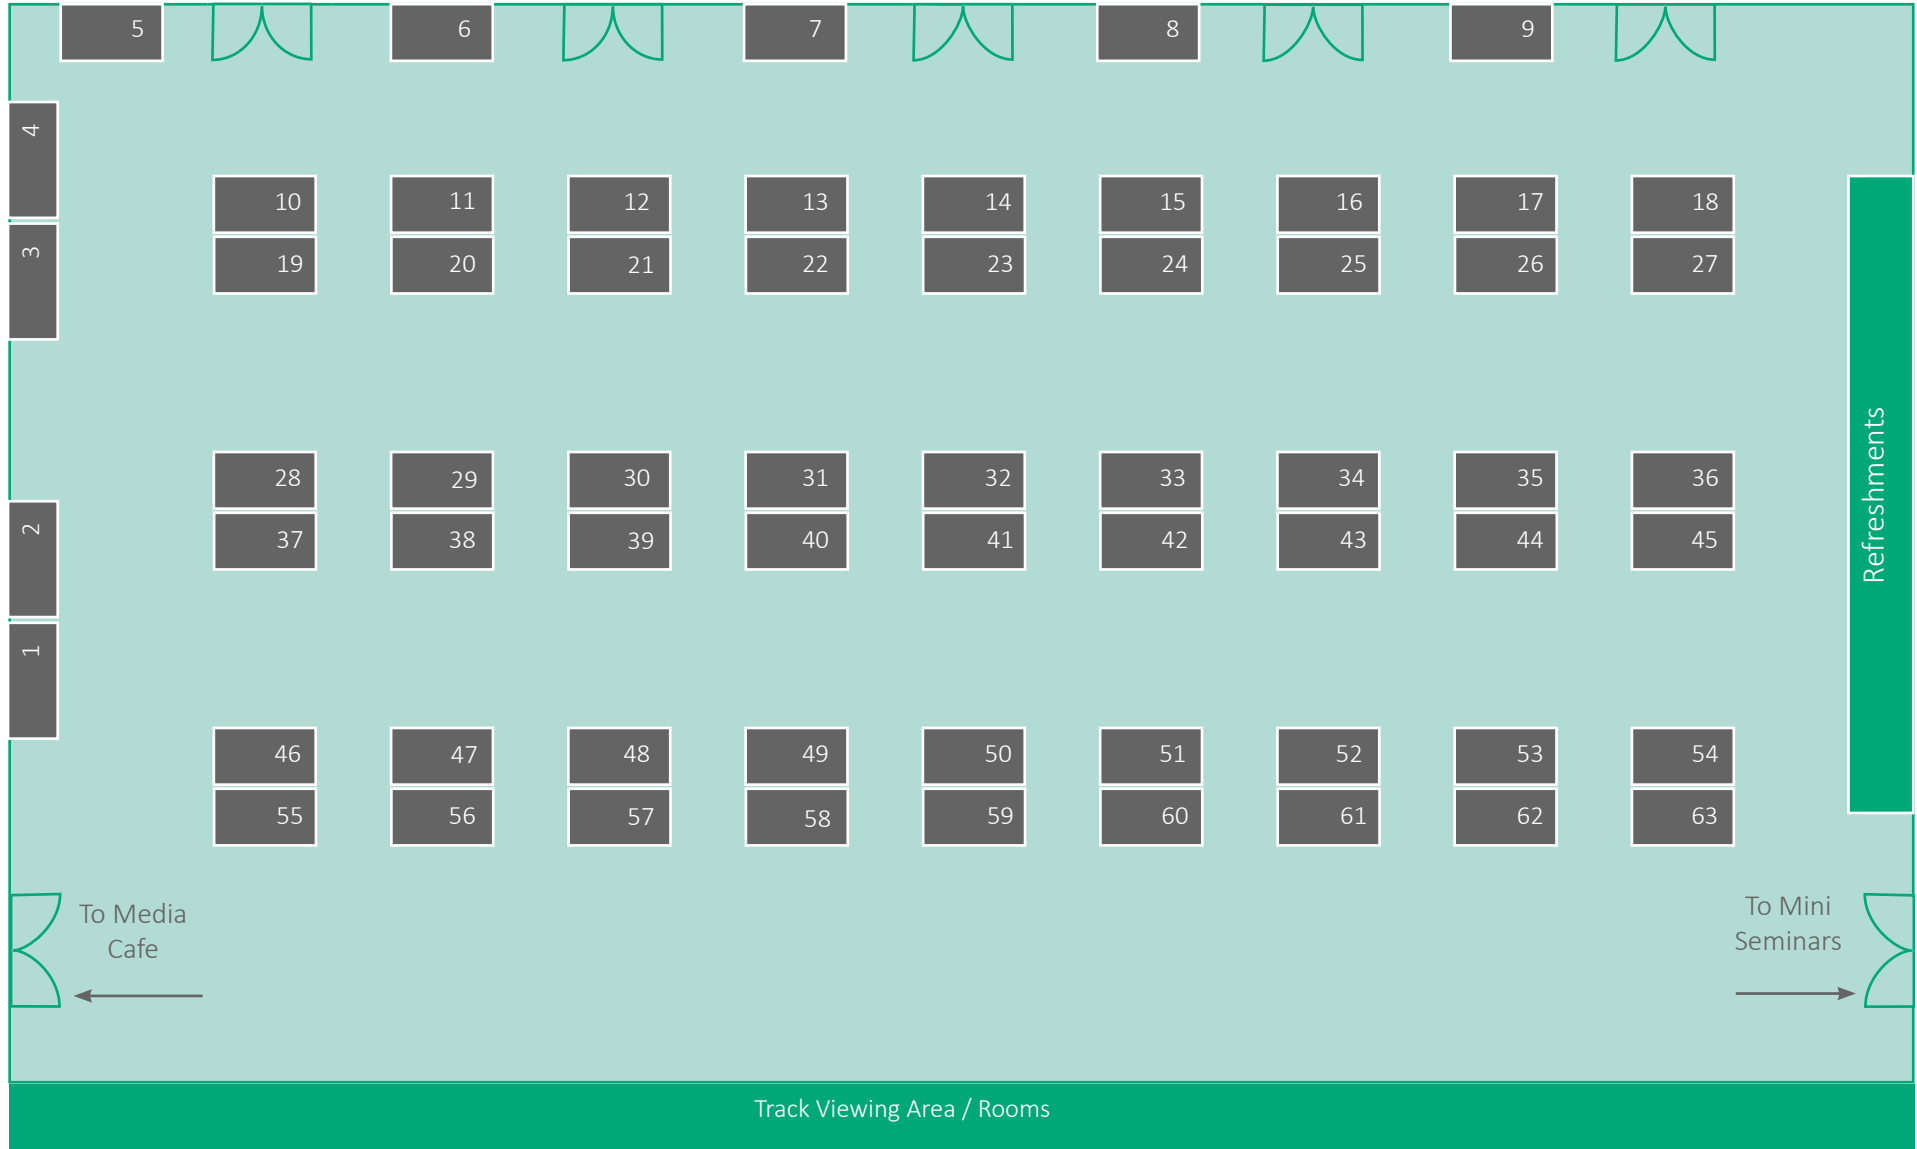 5 6 7 8 9
4
10 11 12 13 14 15 16 17 18
3
19 20 21 22 23 24 25 26 27
28 29 30 31 32 33 34 35 36
Refreshments
2
37 38 39 40 41 42 43 44 45
1
46 47 48 49 50 51 52 53 54
55 56 57 58 59 60 61 62 63
To Media
Cafe
To Mini
Seminars
Track Viewing Area / Rooms